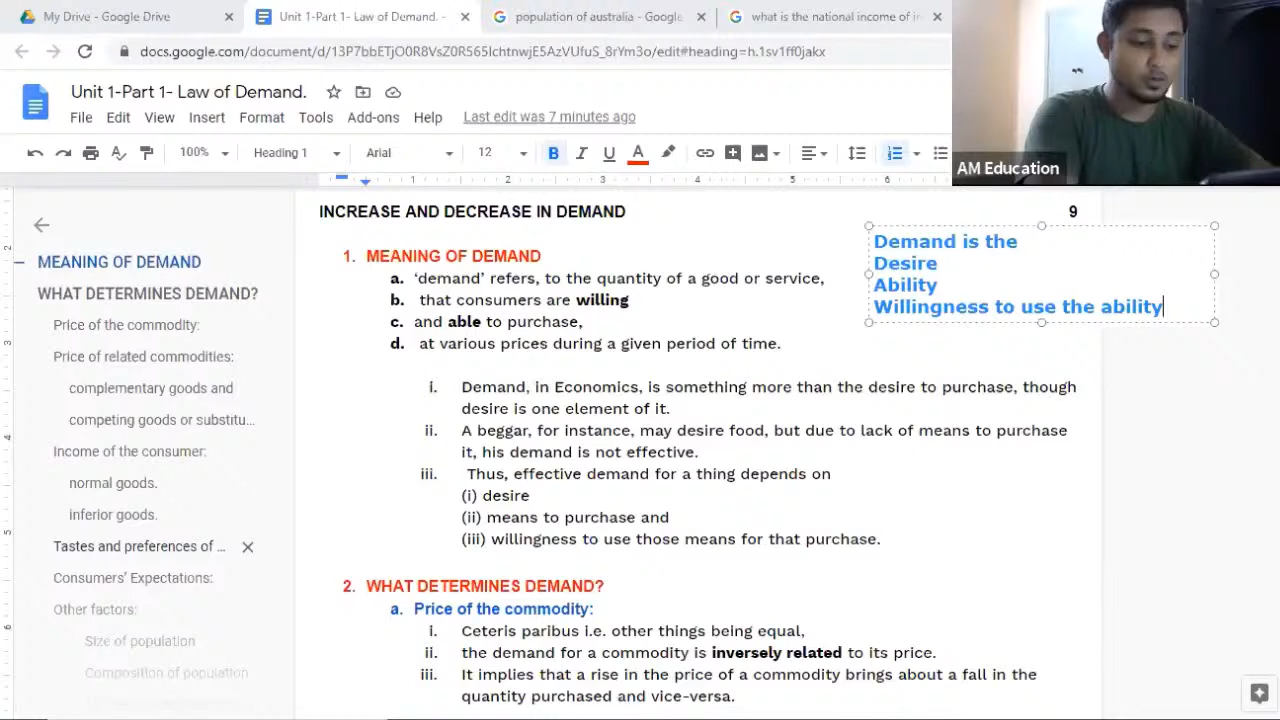 My Drive - Google Drive
Unit 1-Part 1- Law of Demand. -
population of australia - Google
what is the national income of in
docs.google.com/document/d/13P7bbETjO0R8VsZ0R565IchtnwjE5AzVUfuS_8rYm3o/edit#heading=h.1sv1ff0jakx
Unit 1-Part 1- Law of Demand.
File Edit View Insert Format Tools Add-ons Help Last edit was 7 minutes ago
100% Heading 1 Arial 12 B I U A
AM Education
1 2 3 4 5 6
INCREASE AND DECREASE IN DEMAND 9
Demand is the
Desire
Ability
Willingness to use the ability
MEANING OF DEMAND
WHAT DETERMINES DEMAND?
Price of the commodity:
Price of related commodities:
complementary goods and
competing goods or substitu...
Income of the consumer:
normal goods.
inferior goods.
Tastes and preferences of ...
Consumers' Expectations:
Other factors:
Size of population
Composition of population
1. MEANING OF DEMAND
a. ‘demand’ refers, to the quantity of a good or service,
b. that consumers are willing
c. and able to purchase,
d. at various prices during a given period of time.
i. Demand, in Economics, is something more than the desire to purchase, though
desire is one element of it.
ii. A beggar, for instance, may desire food, but due to lack of means to purchase
it, his demand is not effective.
iii. Thus, effective demand for a thing depends on
(i) desire
(ii) means to purchase and
(iii) willingness to use those means for that purchase.
2. WHAT DETERMINES DEMAND?
a. Price of the commodity:
i. Ceteris paribus i.e. other things being equal,
ii. the demand for a commodity is inversely related to its price.
iii. It implies that a rise in the price of a commodity brings about a fall in the
quantity purchased and vice-versa.